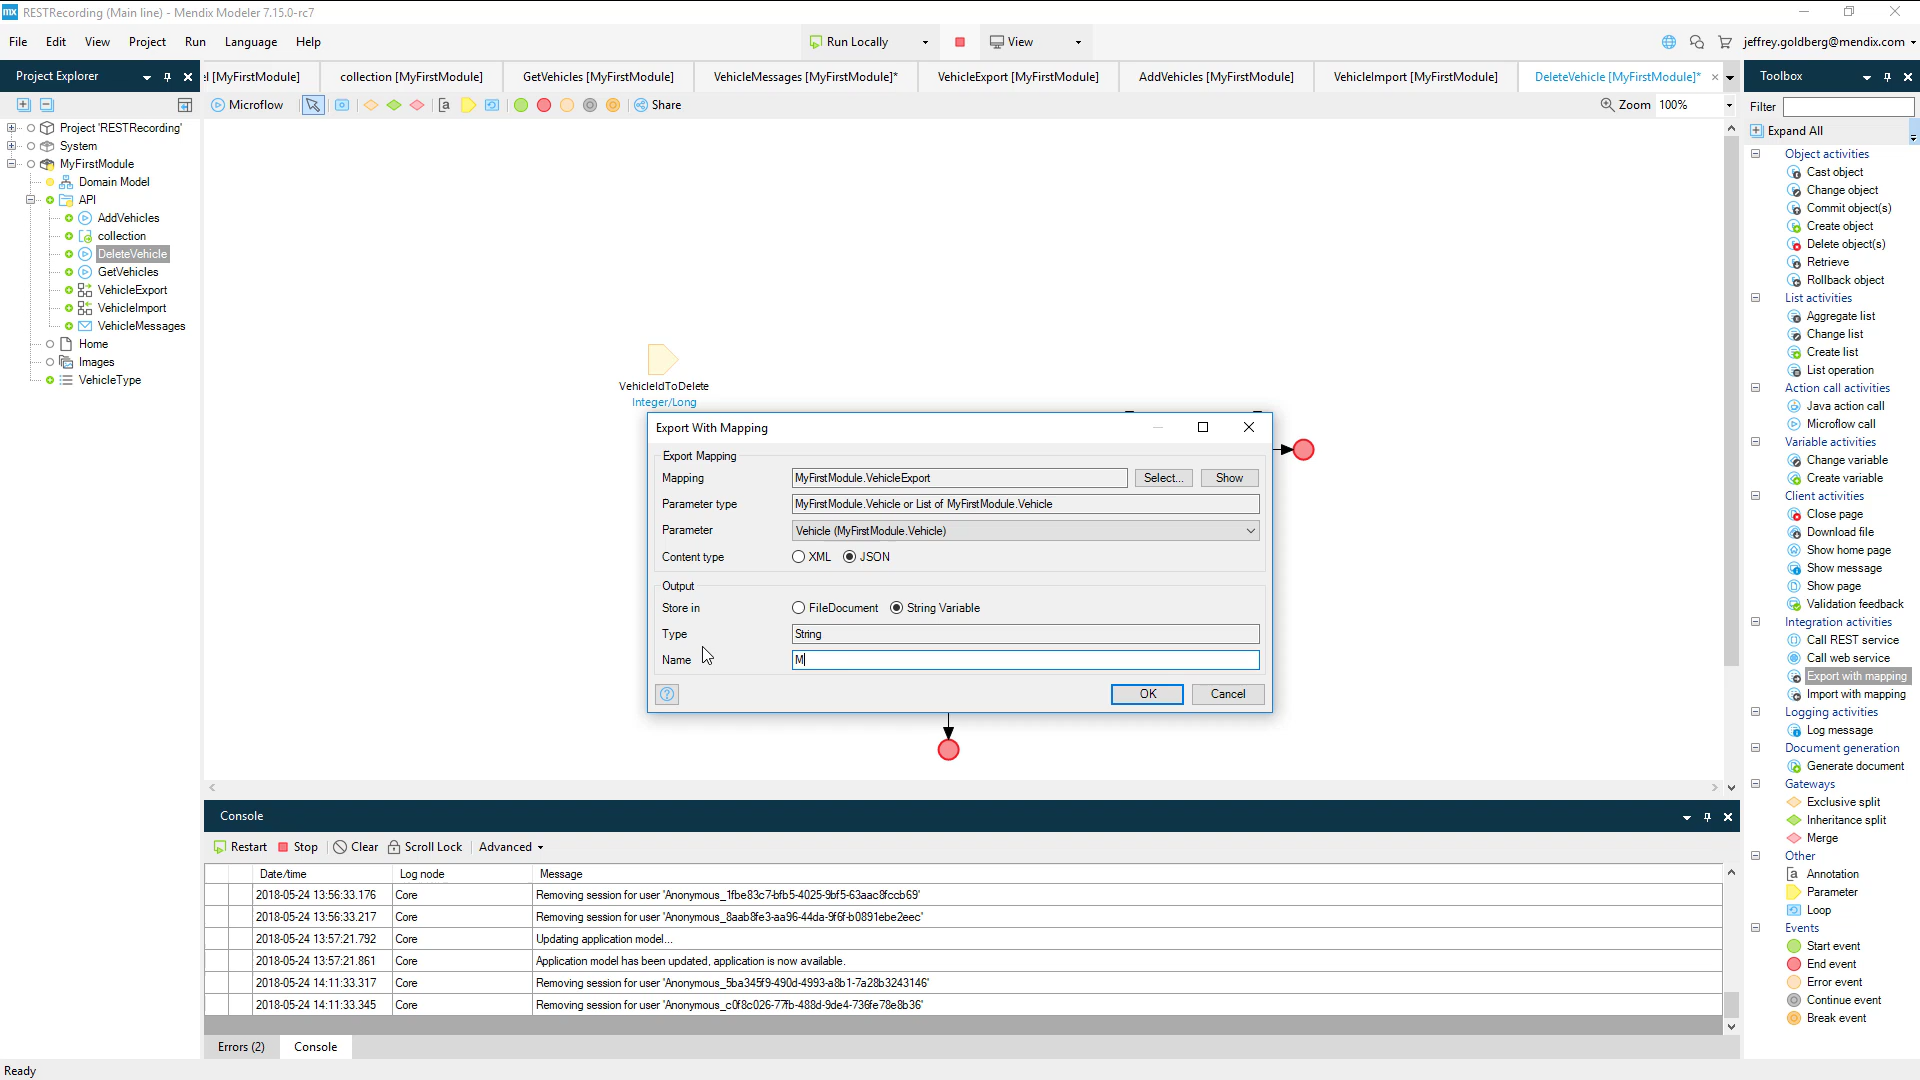 mx RESTRecording (Main line) - Mendix Modeler 7.15.0-rc7
File Edit View Project Run Language Help
Run Locally
View
jeffrey.goldberg@mendix.com
Project Explorer
el [MyFirstModule]
collection [MyFirstModule]
GetVehicles [MyFirstModule]
VehicleMessages [MyFirstModule]*
VehicleExport [MyFirstModule]
AddVehicles [MyFirstModule]
VehicleImport [MyFirstModule]
DeleteVehicle [MyFirstModule]*
Toolbox
Microflow
Share
Zoom 100%
Filter
Expand All
Project 'RESTRecording'
System
MyFirstModule
Domain Model
API
AddVehicles
collection
DeleteVehicle
GetVehicles
VehicleExport
VehicleImport
VehicleMessages
Home
Images
VehicleType
VehicleIdToDelete
Integer/Long
Export With Mapping
Export Mapping
Mapping MyFirstModule.VehicleExport Select... Show
Parameter type MyFirstModule.Vehicle or List of MyFirstModule.Vehicle
Parameter Vehicle (MyFirstModule.Vehicle)
Content type XML JSON
Output
Store in FileDocument String Variable
Type String
Name M
OK Cancel
Object activities
Cast object
Change object
Commit object(s)
Create object
Delete object(s)
Retrieve
Rollback object
List activities
Aggregate list
Change list
Create list
List operation
Action call activities
Java action call
Microflow call
Variable activities
Change variable
Create variable
Client activities
Close page
Download file
Show home page
Show message
Show page
Validation feedback
Integration activities
Call REST service
Call web service
Export with mapping
Import with mapping
Logging activities
Log message
Document generation
Generate document
Gateways
Exclusive split
Inheritance split
Merge
Other
Annotation
Parameter
Loop
Events
Start event
End event
Error event
Continue event
Break event
Console
Restart Stop Clear Scroll Lock Advanced
Date/time Log node Message
2018-05-24 13:56:33.176 Core Removing session for user 'Anonymous_1fbe83c7-bfb5-4025-9bf5-63aac8fccb69'
2018-05-24 13:56:33.217 Core Removing session for user 'Anonymous_8aab8fe3-aa96-44da-9f6f-b0891ebe2eec'
2018-05-24 13:57:21.792 Core Updating application model...
2018-05-24 13:57:21.861 Core Application model has been updated, application is now available.
2018-05-24 14:11:33.317 Core Removing session for user 'Anonymous_5ba345f9-490d-4993-a8b1-7a28b3243146'
2018-05-24 14:11:33.345 Core Removing session for user 'Anonymous_c0f8c026-77fb-488d-9de4-736fe78e8b36'
Errors (2) Console
Ready